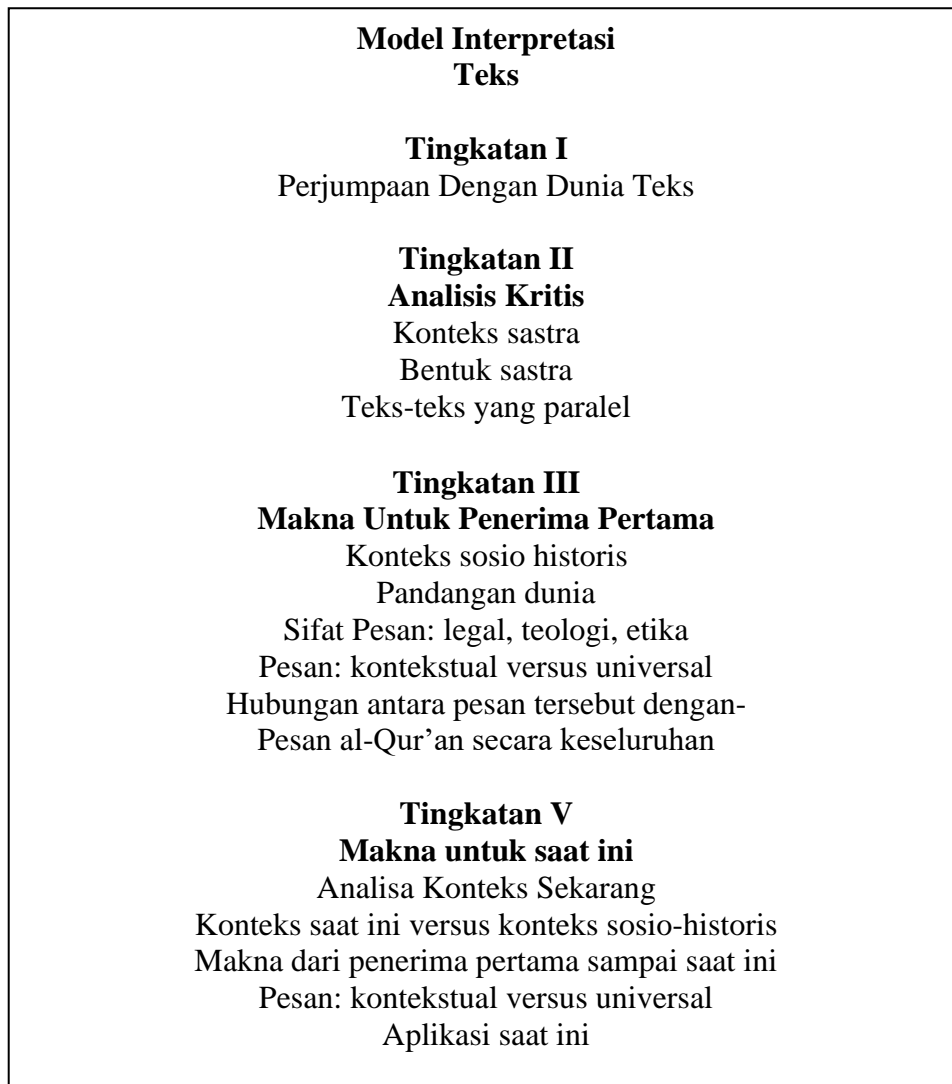 Model Interpretasi
Teks
Tingkatan I
Perjumpaan Dengan Dunia Teks
Tingkatan II
Analisis Kritis
Konteks sastra
Bentuk sastra
Teks-teks yang paralel
Tingkatan III
Makna Untuk Penerima Pertama
Konteks sosio historis
Pandangan dunia
Sifat Pesan: legal, teologi, etika
Pesan: kontekstual versus universal
Hubungan antara pesan tersebut dengan-
Pesan al-Qur’an secara keseluruhan
Tingkatan V
Makna untuk saat ini
Analisa Konteks Sekarang
Konteks saat ini versus konteks sosio-historis
Makna dari penerima pertama sampai saat ini
Pesan: kontekstual versus universal
Aplikasi saat ini